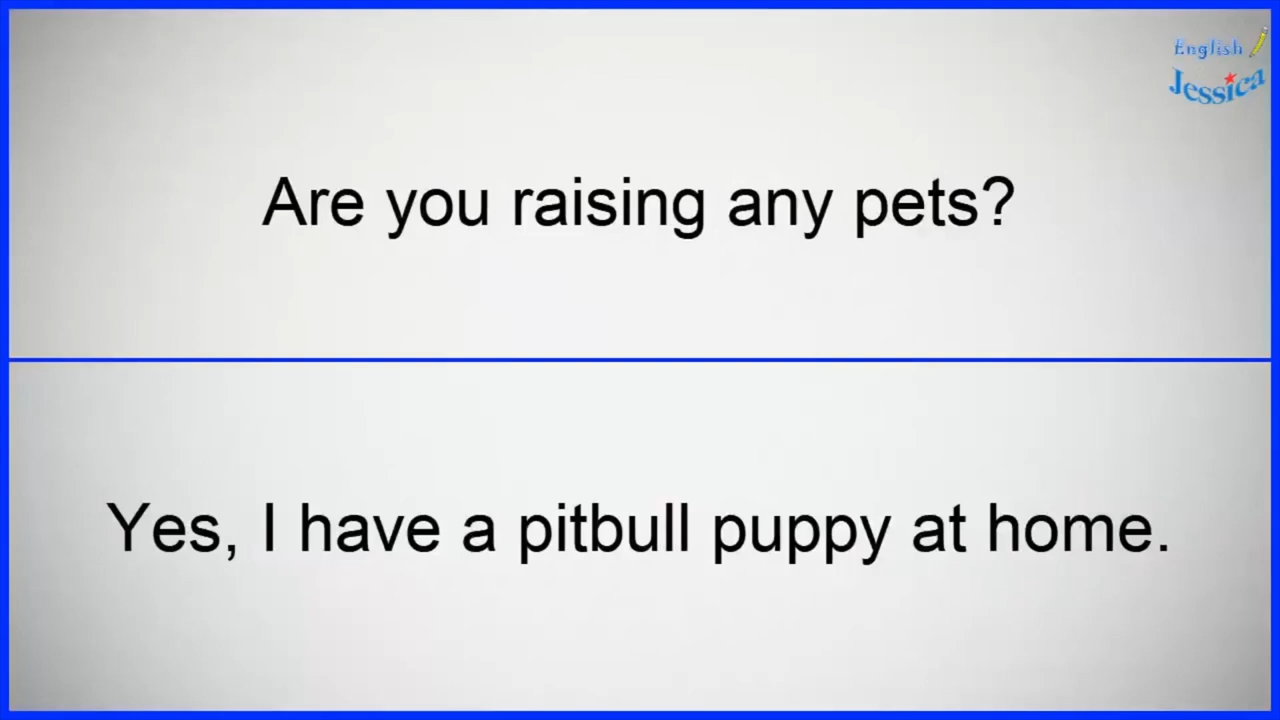 English
Jessica
Are you raising any pets?
Yes, I have a pitbull puppy at home.